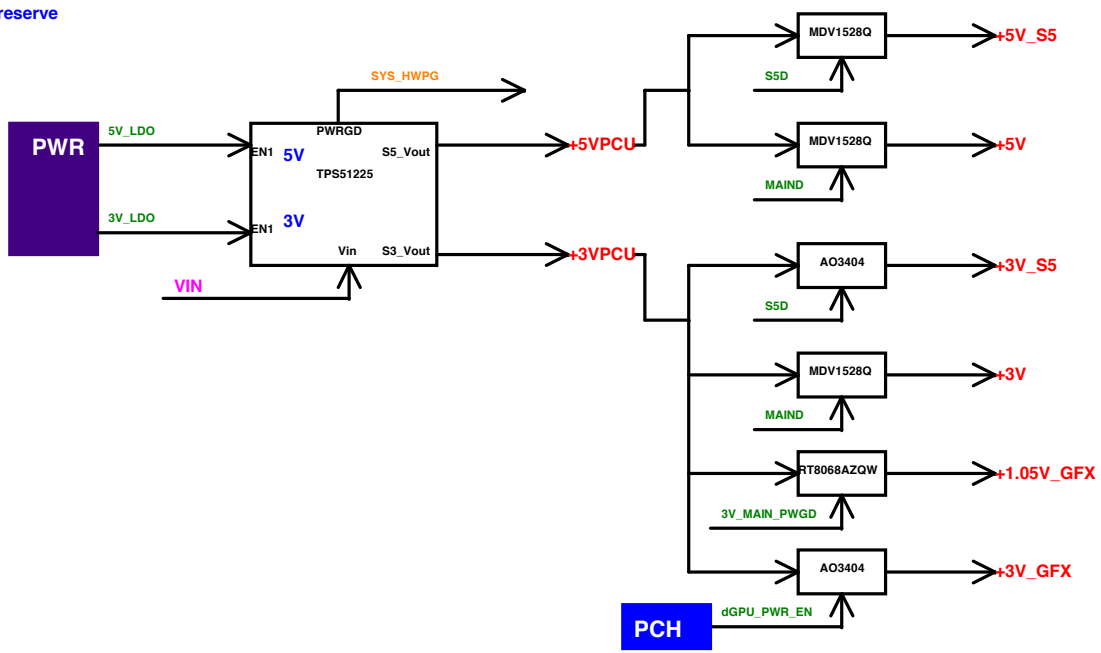 reserve
SYS_HWPG
PWR
5V_LDO
3V_LDO
PWRGD
EN1
5V
S5_Vout
TPS51225
EN1
3V
Vin
S3_Vout
VIN
+5VPCU
+3VPCU
MDV1528Q
S5D
+5V_S5
MDV1528Q
MAIND
+5V
AO3404
S5D
+3V_S5
MDV1528Q
MAIND
+3V
RT8068AZQW
3V_MAIN_PWGD
+1.05V_GFX
AO3404
dGPU_PWR_EN
+3V_GFX
PCH